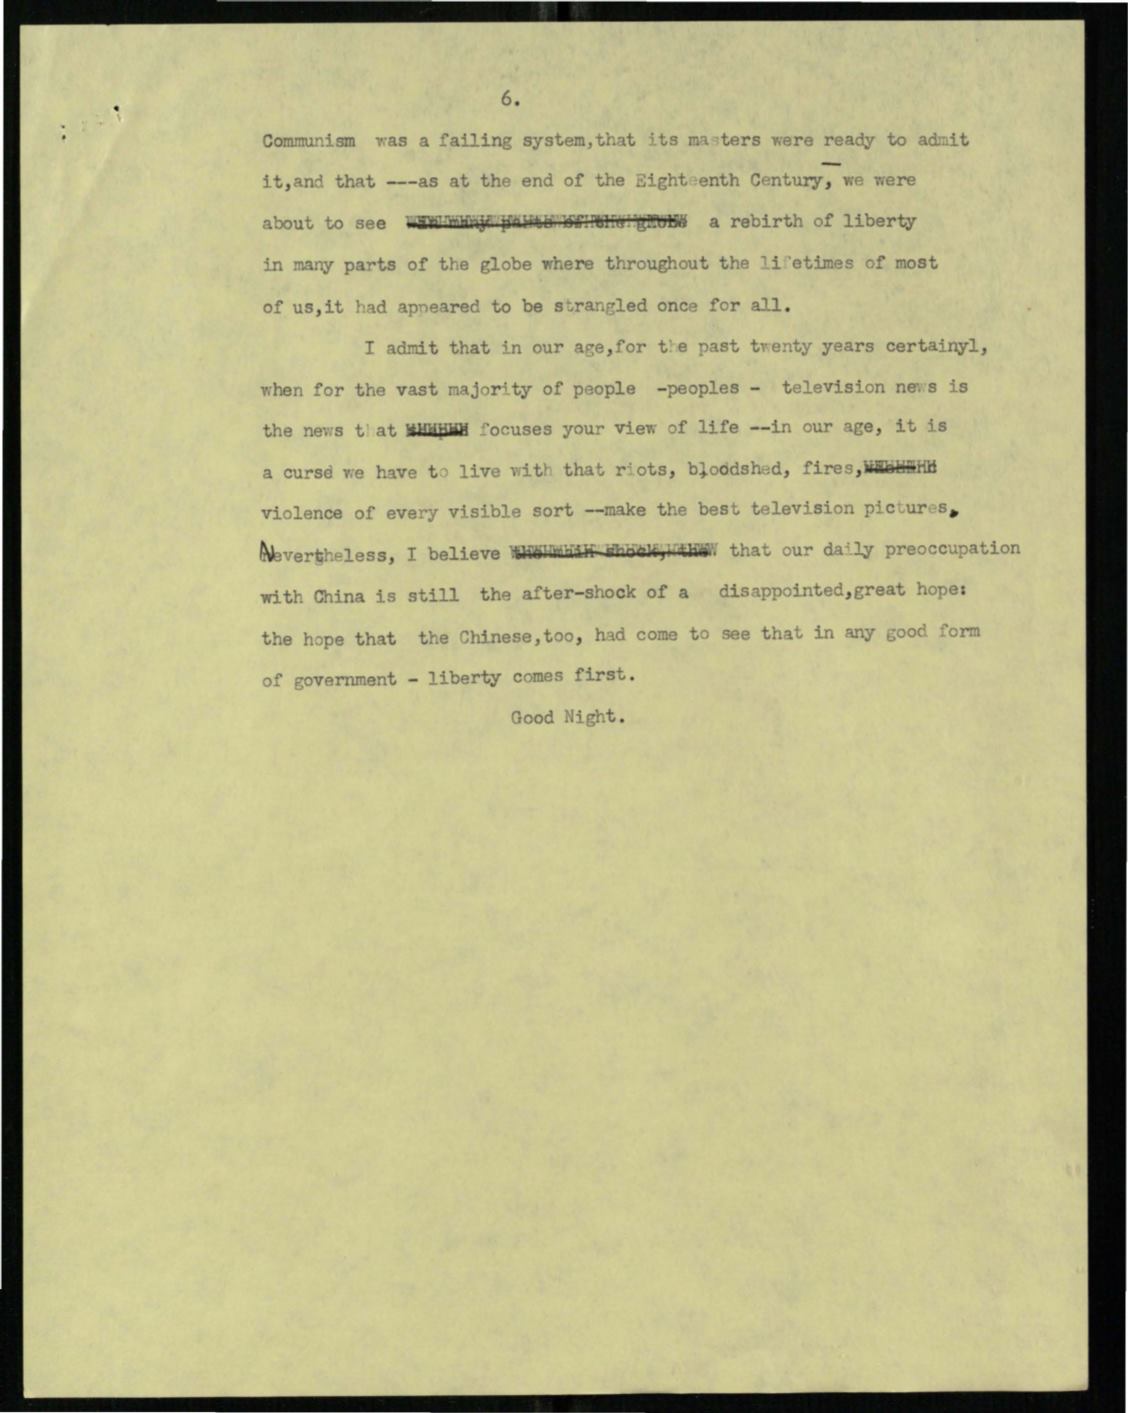 6.
Communism was a failing system,that its masters were ready to admit
it,and that ---as at the end of the Eighteenth Century, we were
about to see a rebirth of liberty
in many parts of the globe where throughout the lifetimes of most
of us,it had appeared to be strangled once for all.
I admit that in our age,for the past twenty years certainyl,
when for the vast majority of people -peoples - television news is
the news that focuses your view of life --in our age, it is
a curse we have to live with that riots, bloodshed, fires,
violence of every visible sort --make the best television pictures.
Nevertheless, I believe that our daily preoccupation
with China is still the after-shock of a disappointed,great hope:
the hope that the Chinese,too, had come to see that in any good form
of government - liberty comes first.
Good Night.